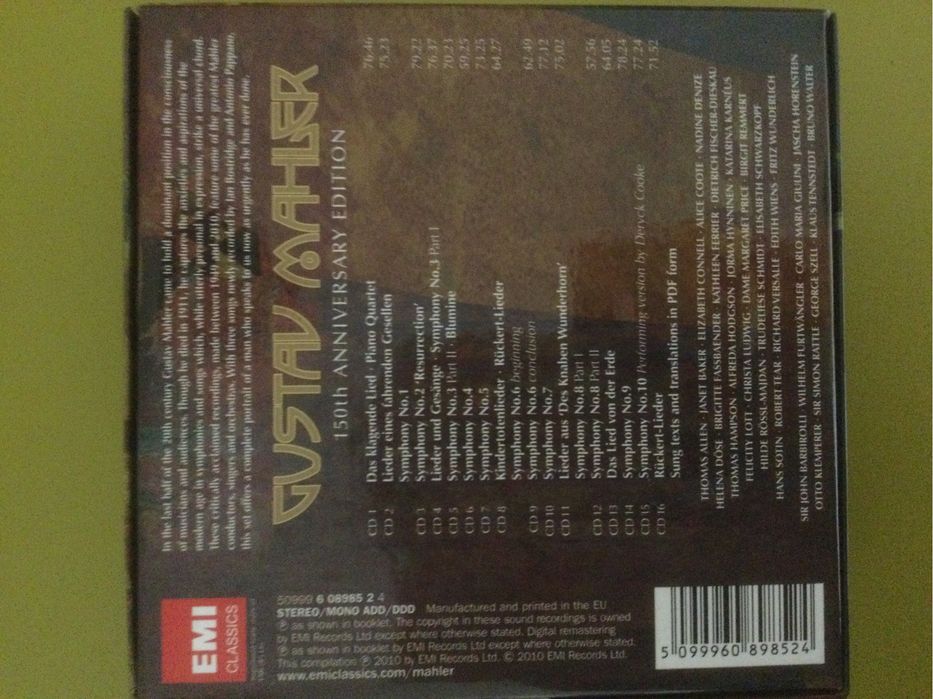 In the last half of the 20th century Gustav Mahler came to hold a dominant position in the consciousness
of musicians and audiences. Though he died in 1911, he captures the anxieties and aspirations of the
modern age in symphonies and songs which, while utterly personal in expression, strike a universal chord.
These critically acclaimed recordings, made between 1949 and 2010, feature some of the greatest Mahler
conductors, singers and orchestras. With three songs newly recorded by Ian Bostridge and Antonio Pappano,
this set offers a complete portrait of a man who speaks to us now as urgently as he has ever done.
GUSTAV MAHLER
150th ANNIVERSARY EDITION
CD 1 Das klagende Lied · Piano Quartet 76.46
CD 2 Lieder eines fahrenden Gesellen 75.23
Symphony No.1
CD 3 Symphony No.2 'Resurrection' 79.22
CD 4 Lieder und Gesänge · Symphony No.3 Part I 76.37
CD 5 Symphony No.3 Part II · Blumine 70.23
CD 6 Symphony No.4 59.25
CD 7 Symphony No.5 73.25
CD 8 Kindertotenlieder · Rückert-Lieder 64.27
Symphony No.6 beginning
CD 9 Symphony No.6 conclusion 62.49
CD 10 Symphony No.7 77.12
CD 11 Lieder aus 'Des Knaben Wunderhorn' 75.02
Symphony No.8 Part I
CD 12 Symphony No.8 Part II 57.56
CD 13 Das Lied von der Erde 64.05
CD 14 Symphony No.9 78.24
CD 15 Symphony No.10 Performing version by Deryck Cooke 77.24
CD 16 Rückert-Lieder 71.52
Sung texts and translations in PDF form
THOMAS ALLEN · JANET BAKER · ELIZABETH CONNELL · ALICE COOTE · NADINE DENIZE
HELENA DÖSE · BRIGITTE FASSBAENDER · KATHLEEN FERRIER · DIETRICH FISCHER-DIESKAU
THOMAS HAMPSON · ALFREDA HODGSON · JORMA HYNNINEN · KATARINA KARNÉUS
FELICITY LOTT · CHRISTA LUDWIG · DAME MARGARET PRICE · BIRGIT REMMERT
HILDE RÖSSL-MAJDAN · TRUDELIESE SCHMIDT · ELISABETH SCHWARZKOPF
HANS SOTIN · ROBERT TEAR · RICHARD VERSALLE · EDITH WIENS · FRITZ WUNDERLICH
SIR JOHN BARBIROLLI · WILHELM FURTWÄNGLER · CARLO MARIA GIULINI · JASCHA HORENSTEIN
OTTO KLEMPERER · SIR SIMON RATTLE · GEORGE SZELL · KLAUS TENNSTEDT · BRUNO WALTER
EMI
CLASSICS
50999 6 08985 2 4
STEREO/MONO ADD/DDD Manufactured and printed in the EU
℗ as shown in booklet. The copyright in these sound recordings is owned
by EMI Records Ltd except where otherwise stated. Digital remastering
℗ as shown in booklet by EMI Records Ltd except where otherwise stated.
This compilation ℗ 2010 by EMI Records Ltd. © 2010 EMI Records Ltd.
www.emiclassics.com/mahler
5 099960 898524